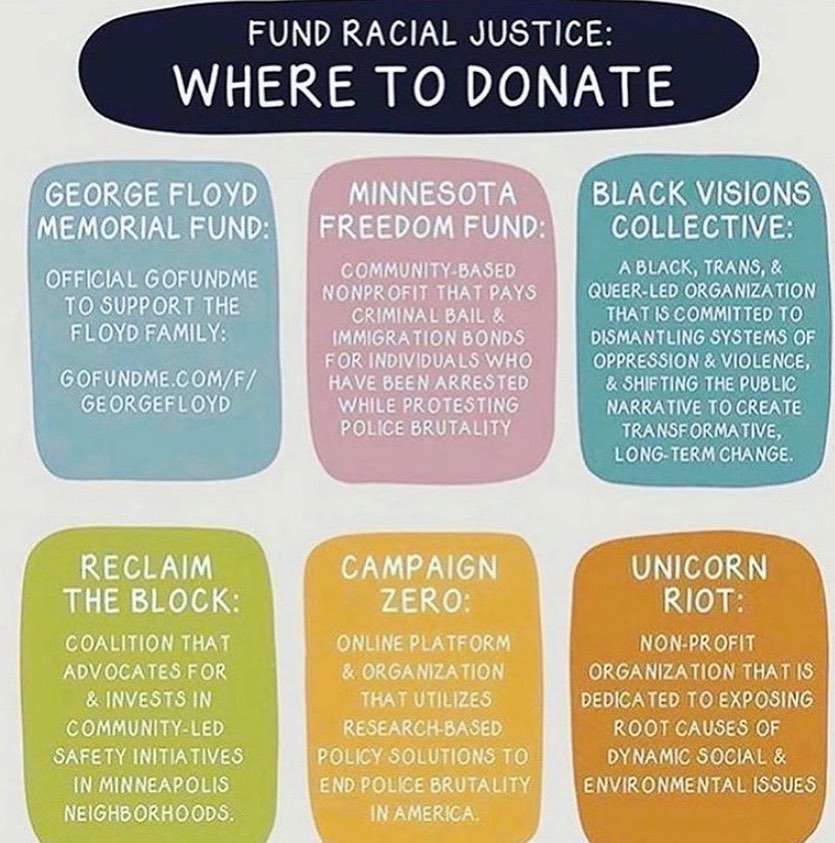 FUND RACIAL JUSTICE:
WHERE TO DONATE
GEORGE FLOYD
MEMORIAL FUND:
OFFICIAL GOFUNDME
TO SUPPORT THE
FLOYD FAMILY:
GOFUNDME.COM/F/
GEORGEFLOYD
MINNESOTA
FREEDOM FUND:
COMMUNITY-BASED
NONPROFIT THAT PAYS
CRIMINAL BAIL &
IMMIGRATION BONDS
FOR INDIVIDUALS WHO
HAVE BEEN ARRESTED
WHILE PROTESTING
POLICE BRUTALITY
BLACK VISIONS
COLLECTIVE:
A BLACK, TRANS, &
QUEER-LED ORGANIZATION
THAT IS COMMITTED TO
DISMANTLING SYSTEMS OF
OPPRESSION & VIOLENCE,
& SHIFTING THE PUBLIC
NARRATIVE TO CREATE
TRANSFORMATIVE,
LONG-TERM CHANGE.
RECLAIM
THE BLOCK:
COALITION THAT
ADVOCATES FOR
& INVESTS IN
COMMUNITY-LED
SAFETY INITIATIVES
IN MINNEAPOLIS
NEIGHBORHOODS.
CAMPAIGN
ZERO:
ONLINE PLATFORM
& ORGANIZATION
THAT UTILIZES
RESEARCH-BASED
POLICY SOLUTIONS TO
END POLICE BRUTALITY
IN AMERICA.
UNICORN
RIOT:
NON-PROFIT
ORGANIZATION THAT IS
DEDICATED TO EXPOSING
ROOT CAUSES OF
DYNAMIC SOCIAL &
ENVIRONMENTAL ISSUES